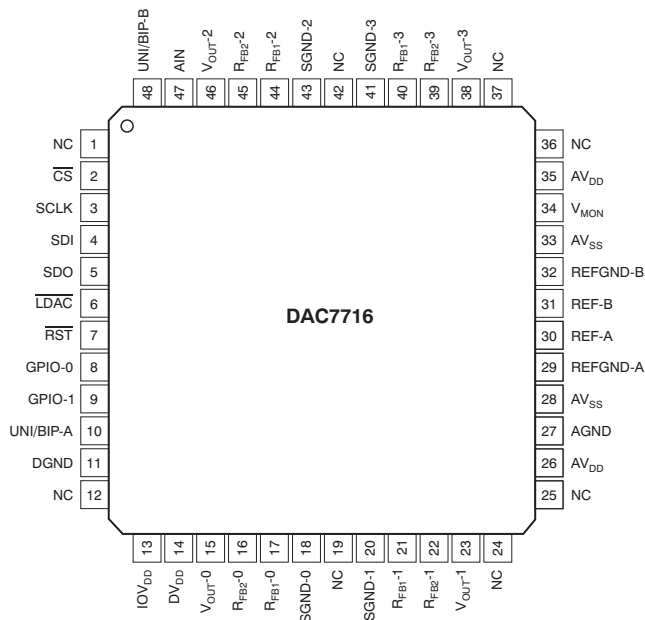 UNI/BIP-B
AIN
VOUT-2
RFB2-2
RFB1-2
SGND-2
NC
SGND-3
RFB1-3
RFB2-3
VOUT-3
NC
48 47 46 45 44 43 42 41 40 39 38 37
NC 1
CS 2
SCLK 3
SDI 4
SDO 5
LDAC 6
RST 7
GPIO-0 8
GPIO-1 9
UNI/BIP-A 10
DGND 11
NC 12
DAC7716
36 NC
35 AVDD
34 VMON
33 AVSS
32 REFGND-B
31 REF-B
30 REF-A
29 REFGND-A
28 AVSS
27 AGND
26 AVDD
25 NC
13 14 15 16 17 18 19 20 21 22 23 24
IOVDD
DVDD
VOUT-0
RFB2-0
RFB1-0
SGND-0
NC
SGND-1
RFB1-1
RFB2-1
VOUT-1
NC